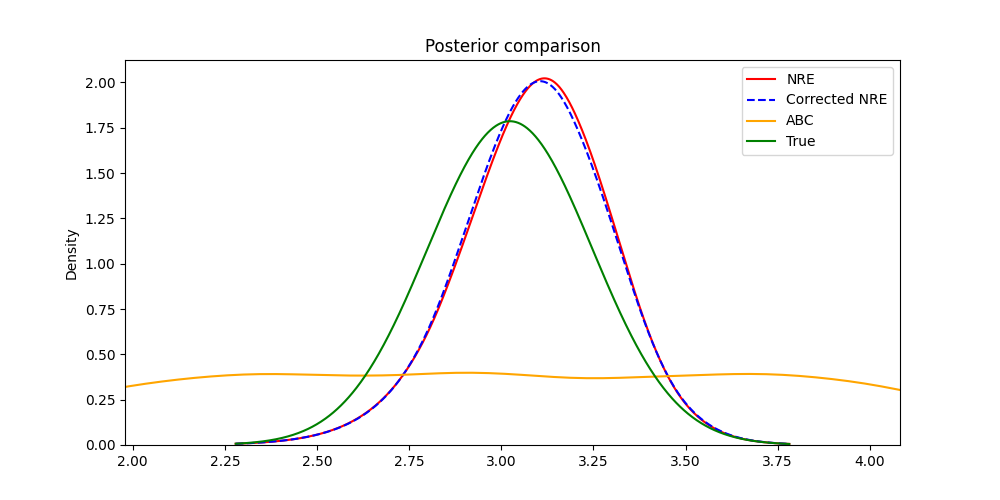 Posterior comparison
NRE
Corrected NRE
ABC
True
Density
2.00
1.75
1.50
1.25
1.00
0.75
0.50
0.25
0.00
2.00 2.25 2.50 2.75 3.00 3.25 3.50 3.75 4.00